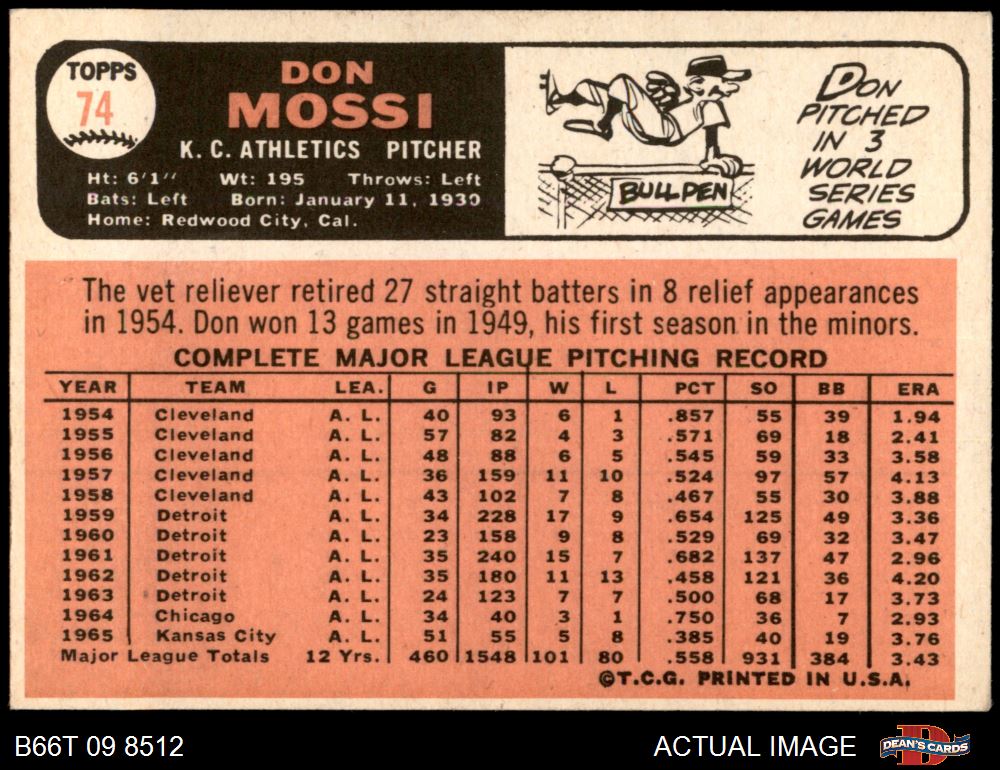 TOPPS
74
DON
MOSSI
K. C. ATHLETICS PITCHER
Ht: 6'1" Wt: 195 Throws: Left
Bats: Left Born: January 11, 1930
Home: Redwood City, Cal.
BULLPEN
DON
PITCHED
IN 3
WORLD
SERIES
GAMES
The vet reliever retired 27 straight batters in 8 relief appearances
in 1954. Don won 13 games in 1949, his first season in the minors.
COMPLETE MAJOR LEAGUE PITCHING RECORD
YEAR TEAM LEA. G IP W L PCT SO BB ERA
1954 Cleveland A. L. 40 93 6 1 .857 55 39 1.94
1955 Cleveland A. L. 57 82 4 3 .571 69 18 2.41
1956 Cleveland A. L. 48 88 6 5 .545 59 33 3.58
1957 Cleveland A. L. 36 159 11 10 .524 97 57 4.13
1958 Cleveland A. L. 43 102 7 8 .467 55 30 3.88
1959 Detroit A. L. 34 228 17 9 .654 125 49 3.36
1960 Detroit A. L. 23 158 9 8 .529 69 32 3.47
1961 Detroit A. L. 35 240 15 7 .682 137 47 2.96
1962 Detroit A. L. 35 180 11 13 .458 121 36 4.20
1963 Detroit A. L. 24 123 7 7 .500 68 17 3.73
1964 Chicago A. L. 34 40 3 1 .750 36 7 2.93
1965 Kansas City A. L. 51 55 5 8 .385 40 19 3.76
Major League Totals 12 Yrs. 460 1548 101 80 .558 931 384 3.43
©T.C.G. PRINTED IN U.S.A.
B66T 09 8512
ACTUAL IMAGE
D
DEAN'S CARDS